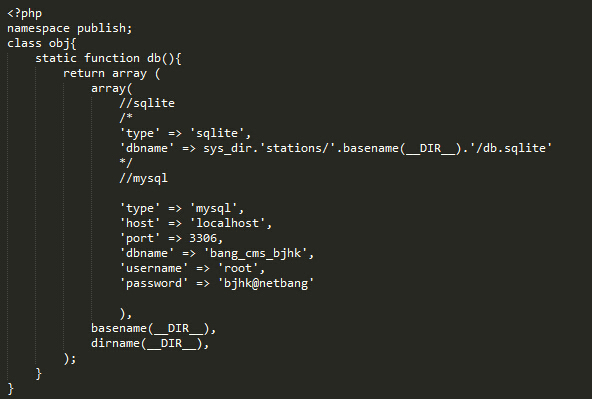 <?php
namespace publish;
class obj{
    static function db(){
        return array (
            array(
                //sqlite
                /*
                'type' => 'sqlite',
                'dbname' => sys_dir.'stations/'.basename(__DIR__).'/db.sqlite'
                */
                //mysql

                'type' => 'mysql',
                'host' => 'localhost',
                'port' => 3306,
                'dbname' => 'bang_cms_bjhk',
                'username' => 'root',
                'password' => 'bjhk@netbang'

                ),
            basename(__DIR__),
            dirname(__DIR__),
        );
    }
}